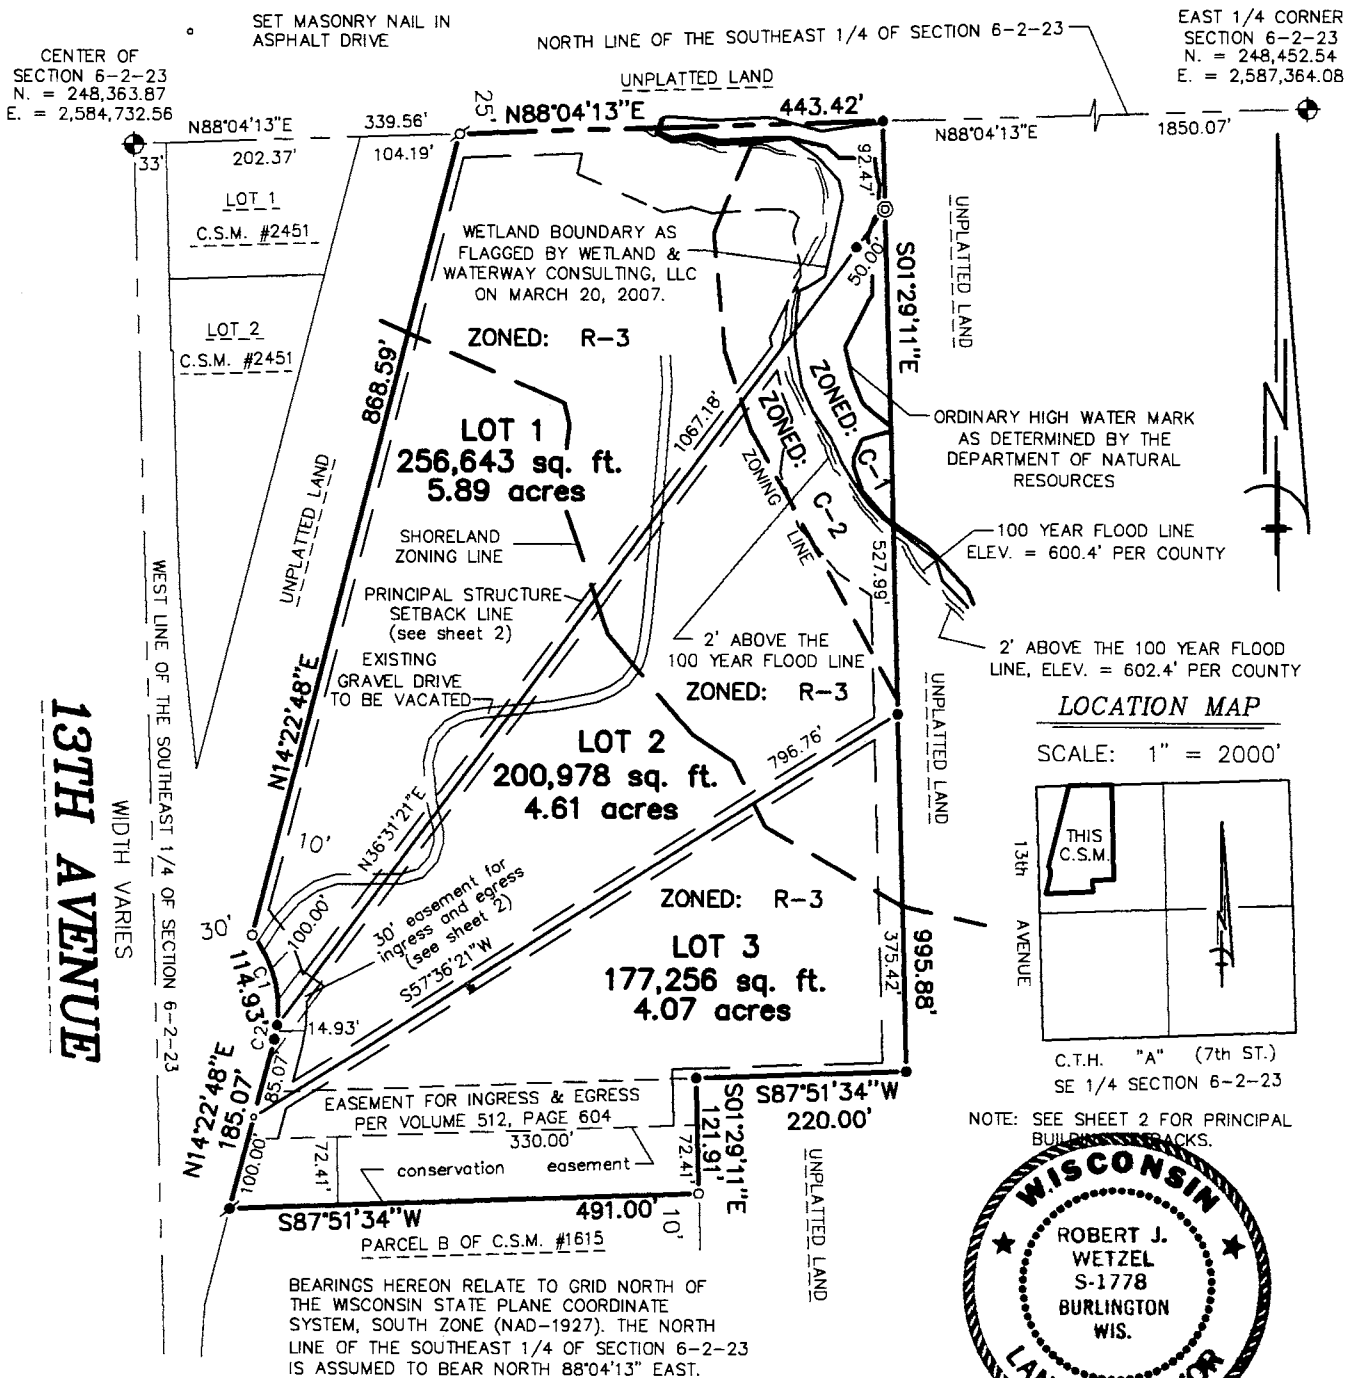 SET MASONRY NAIL IN
ASPHALT DRIVE
CENTER OF
SECTION 6-2-23
N. = 248,363.87
E. = 2,584,732.56
NORTH LINE OF THE SOUTHEAST 1/4 OF SECTION 6-2-23
EAST 1/4 CORNER
SECTION 6-2-23
N. = 248,452.54
E. = 2,587,364.08
UNPLATTED LAND
N88°04'13"E
339.56'
25'
N88°04'13"E
443.42'
N88°04'13"E
1850.07'
33'
202.37'
104.19'
92.47'
LOT 1
C.S.M. #2451
LOT 2
C.S.M. #2451
WETLAND BOUNDARY AS
FLAGGED BY WETLAND &
WATERWAY CONSULTING, LLC
ON MARCH 20, 2007.
50.00'
UNPLATTED LAND
S01°29'11"E
ZONED: R-3
868.59'
LOT 1
256,643 sq. ft.
5.89 acres
1067.18'
ZONED:
C-1
ZONED:
C-2
ZONING
LINE
ORDINARY HIGH WATER MARK
AS DETERMINED BY THE
DEPARTMENT OF NATURAL
RESOURCES
UNPLATTED LAND
SHORELAND
ZONING LINE
100 YEAR FLOOD LINE
ELEV. = 600.4' PER COUNTY
527.99'
PRINCIPAL STRUCTURE
SETBACK LINE
(see sheet 2)
2' ABOVE THE
100 YEAR FLOOD LINE
2' ABOVE THE 100 YEAR FLOOD
LINE, ELEV. = 602.4' PER COUNTY
EXISTING
GRAVEL DRIVE
TO BE VACATED
ZONED: R-3
N14°22'48"E
WEST LINE OF THE SOUTHEAST 1/4 OF SECTION 6-2-23
13TH AVENUE
WIDTH VARIES
LOT 2
200,978 sq. ft.
4.61 acres
796.76'
UNPLATTED LAND
LOCATION MAP
SCALE: 1" = 2000'
THIS
C.S.M.
13th
AVENUE
C.T.H. "A" (7th ST.)
SE 1/4 SECTION 6-2-23
N36°31'21"E
10'
30'
100.00'
30' easement for
ingress and egress
(see sheet 2)
S57°36'21"W
ZONED: R-3
LOT 3
177,256 sq. ft.
4.07 acres
375.42'
995.88'
C1
114.93'
C2
14.93'
85.07'
N14°22'48"E
185.07'
100.00'
EASEMENT FOR INGRESS & EGRESS
PER VOLUME 512, PAGE 604
330.00'
S87°51'34"W
220.00'
S01°29'11"E
121.91'
72.41'
72.41'
conservation easement
S87°51'34"W
491.00'
10'
PARCEL B OF C.S.M. #1615
UNPLATTED LAND
NOTE: SEE SHEET 2 FOR PRINCIPAL
WISCONSIN
ROBERT J.
WETZEL
S-1778
BURLINGTON
WIS.
BEARINGS HEREON RELATE TO GRID NORTH OF
THE WISCONSIN STATE PLANE COORDINATE
SYSTEM, SOUTH ZONE (NAD-1927). THE NORTH
LINE OF THE SOUTHEAST 1/4 OF SECTION 6-2-23
IS ASSUMED TO BEAR NORTH 88°04'13" EAST.